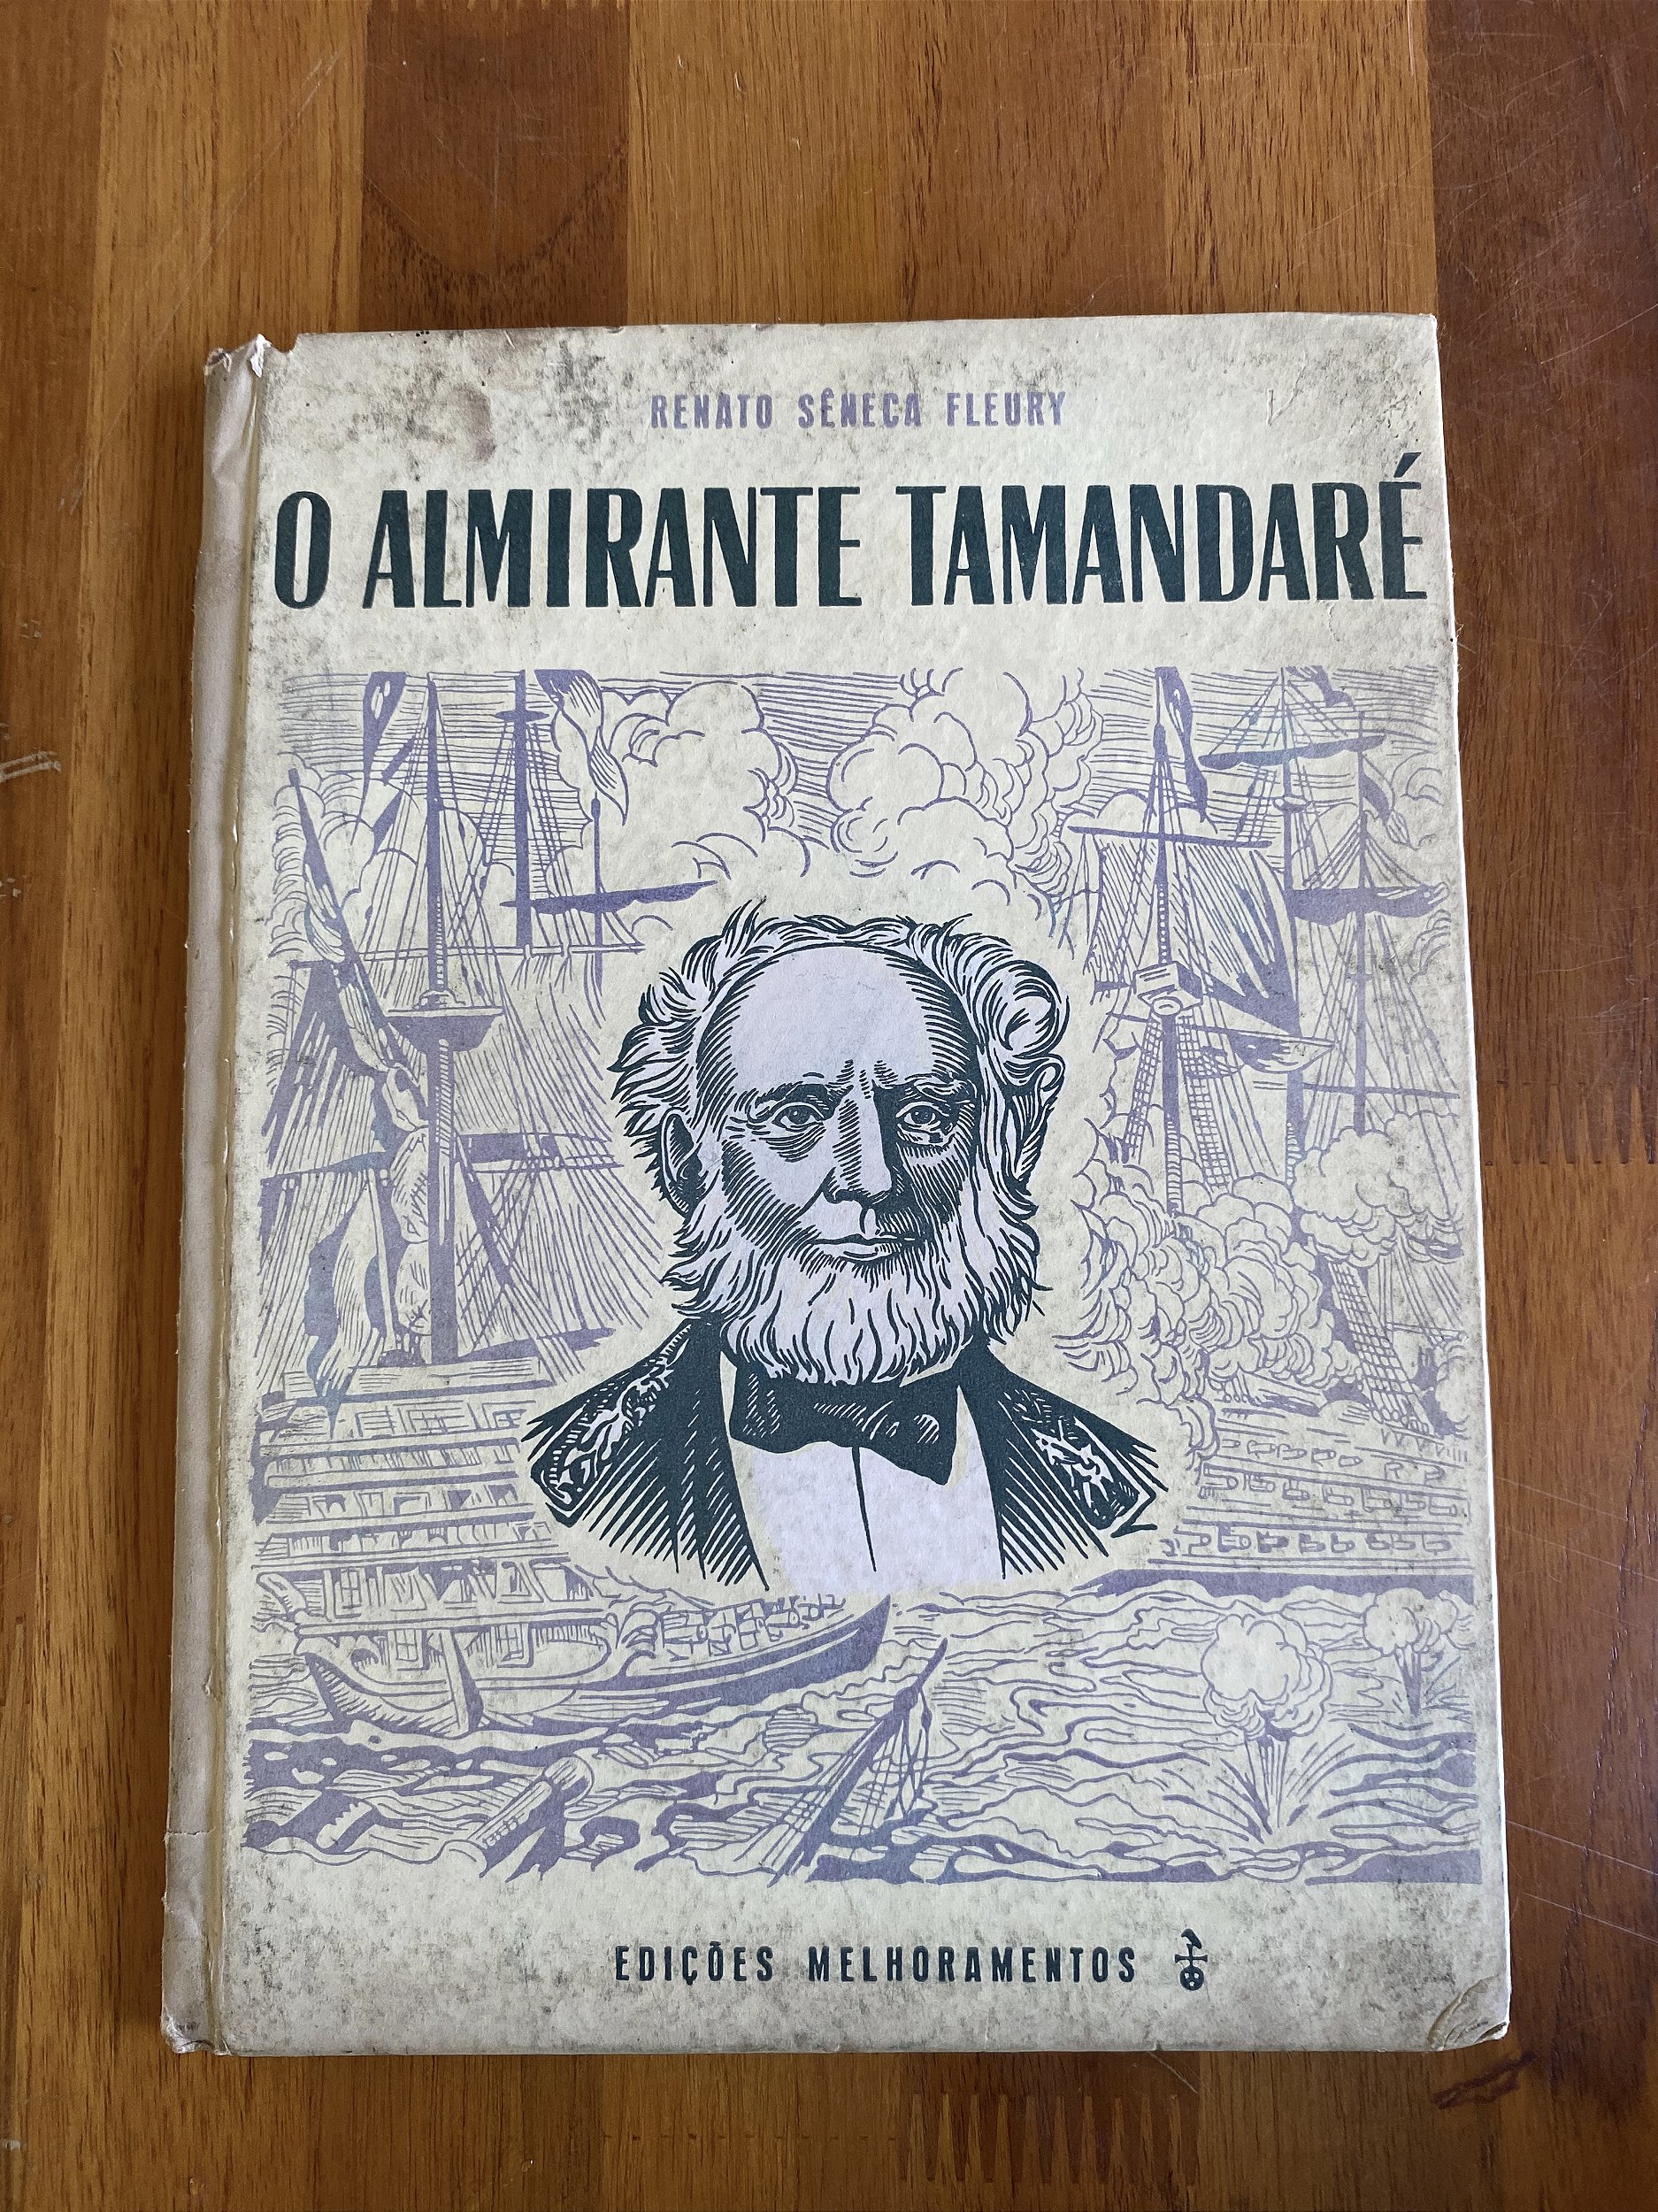 RENATO SÊNECA FLEURY
O ALMIRANTE TAMANDARÉ
EDIÇÕES MELHORAMENTOS